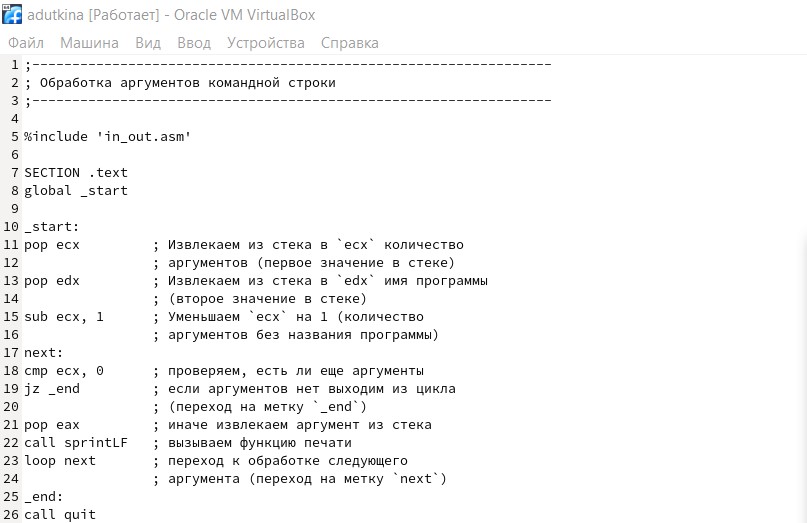 adutkina [Работает] - Oracle VM VirtualBox
Файл Машина Вид Ввод Устройства Справка
1 ;-----------------------------------------------------------------
2 ; Обработка аргументов командной строки
3 ;-----------------------------------------------------------------
4
5 %include 'in_out.asm'
6
7 SECTION .text
8 global _start
9
10 _start:
11 pop ecx         ; Извлекаем из стека в `ecx` количество
12                 ; аргументов (первое значение в стеке)
13 pop edx         ; Извлекаем из стека в `edx` имя программы
14                 ; (второе значение в стеке)
15 sub ecx, 1      ; Уменьшаем `ecx` на 1 (количество
16                 ; аргументов без названия программы)
17 next:
18 cmp ecx, 0      ; проверяем, есть ли еще аргументы
19 jz _end         ; если аргументов нет выходим из цикла
20                 ; (переход на метку `_end`)
21 pop eax         ; иначе извлекаем аргумент из стека
22 call sprintLF   ; вызываем функцию печати
23 loop next       ; переход к обработке следующего
24                 ; аргумента (переход на метку `next`)
25 _end:
26 call quit